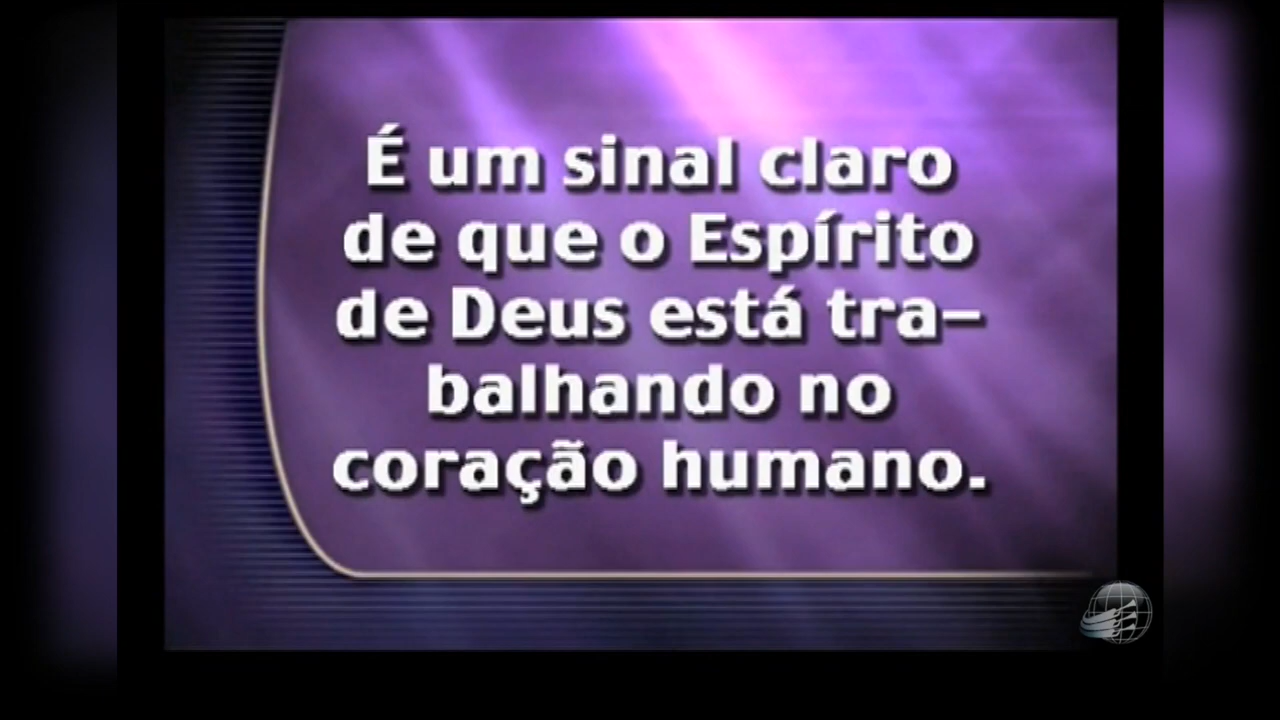 É um sinal claro
de que o Espírito
de Deus está tra-
balhando no
coração humano.